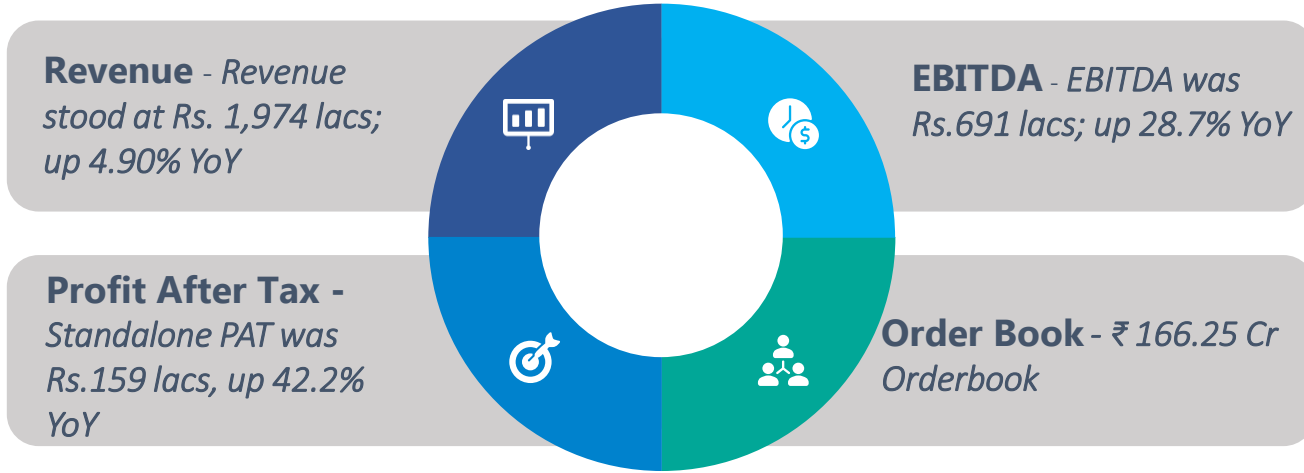 Revenue - Revenue
stood at Rs. 1,974 lacs;
up 4.90% YoY
EBITDA - EBITDA was
Rs.691 lacs; up 28.7% YoY
Profit After Tax -
Standalone PAT was
Rs.159 lacs, up 42.2%
YoY
Order Book - ₹ 166.25 Cr
Orderbook
$